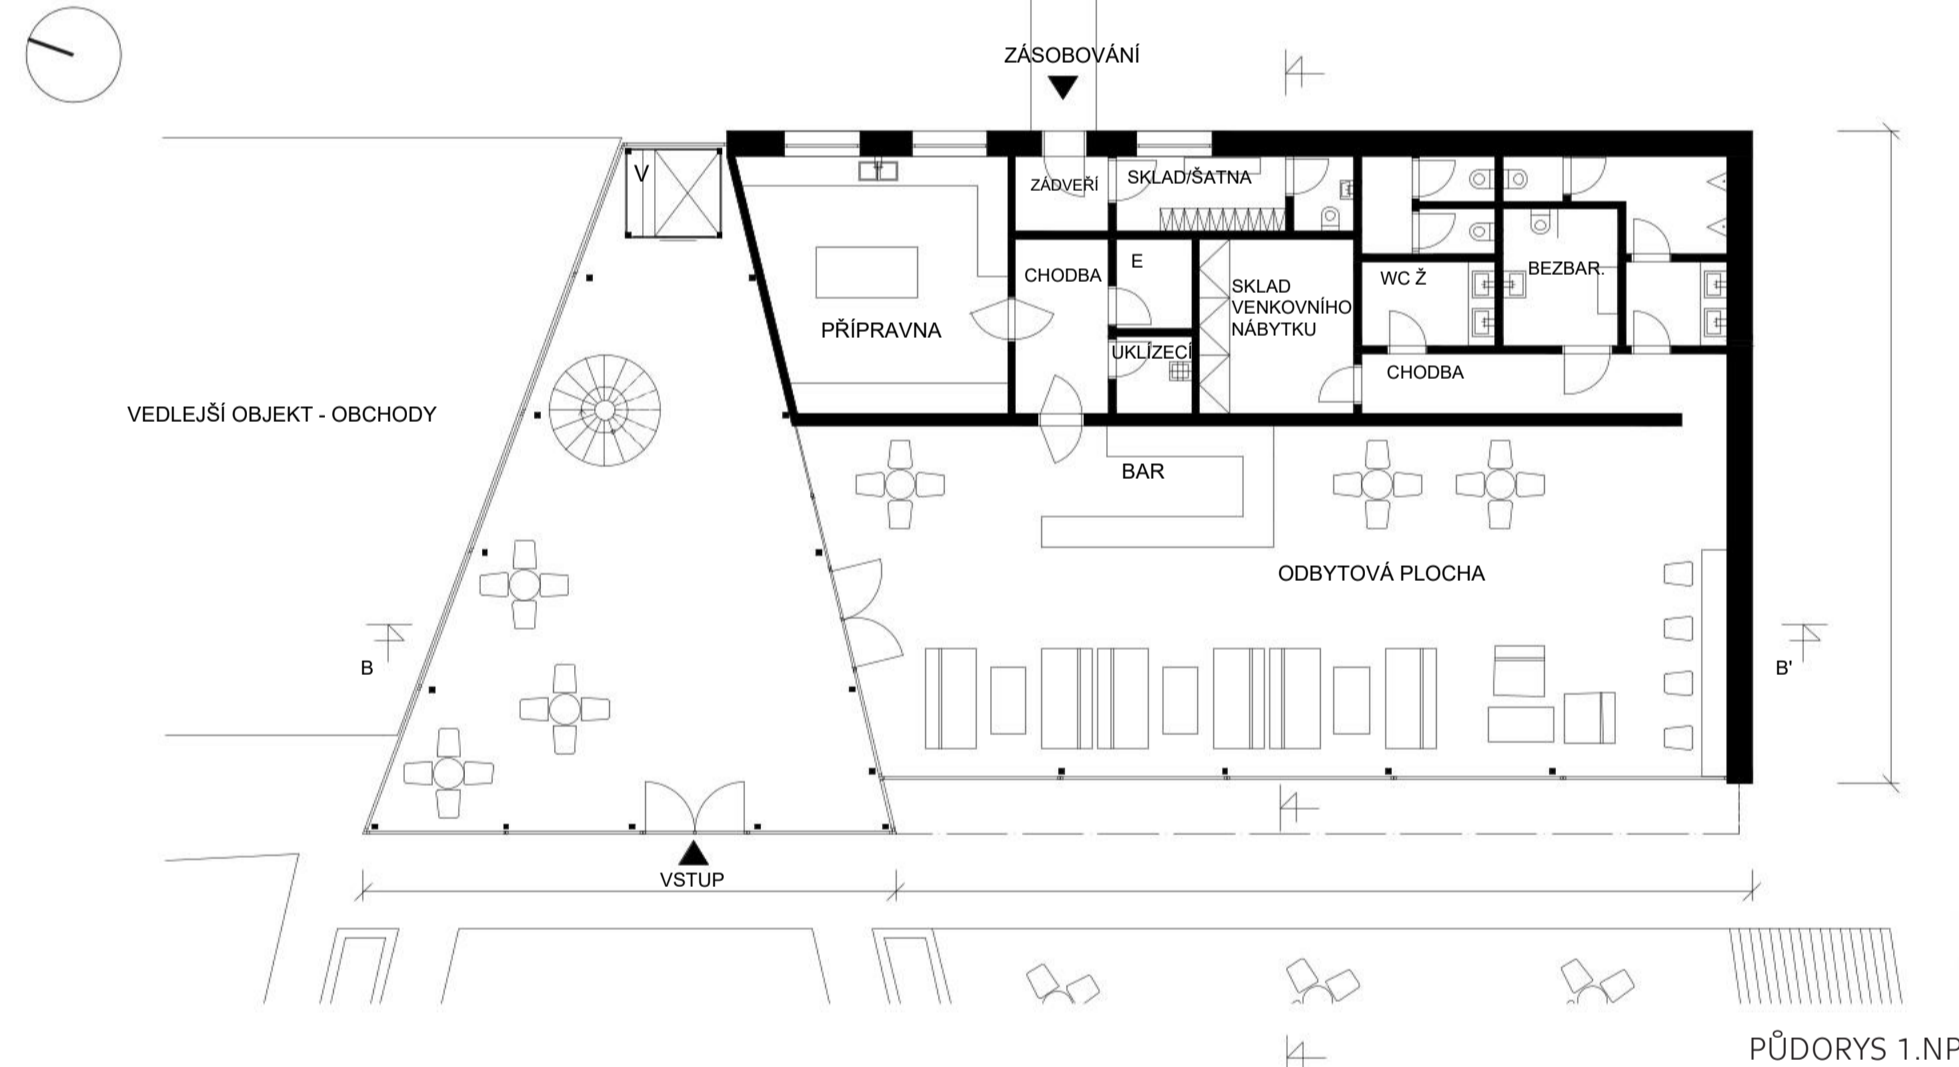 ZÁSOBOVÁNÍ
V
ZÁDVEŘÍ
SKLAD/ŠATNA
CHODBA
E
SKLAD
VENKOVNÍHO
NÁBYTKU
WC Ž
BEZBAR.
PŘÍPRAVNA
UKLÍZECÍ
CHODBA
VEDLEJŠÍ OBJEKT - OBCHODY
BAR
ODBYTOVÁ PLOCHA
B
B'
VSTUP
PŮDORYS 1.NP